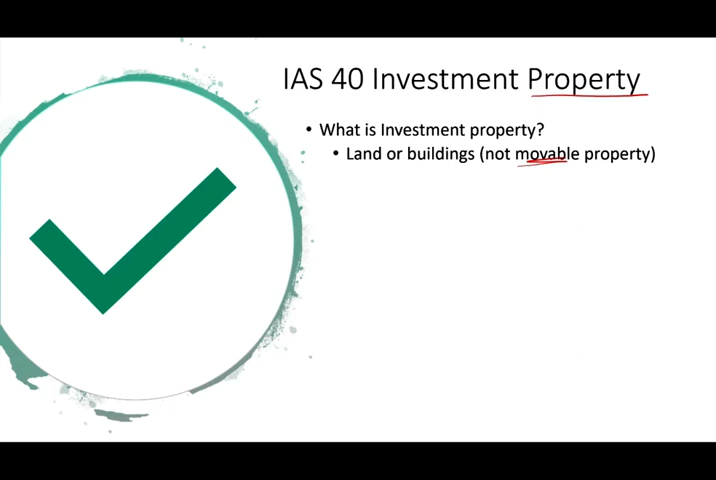 IAS 40 Investment Property
• What is Investment property?
• Land or buildings (not movable property)